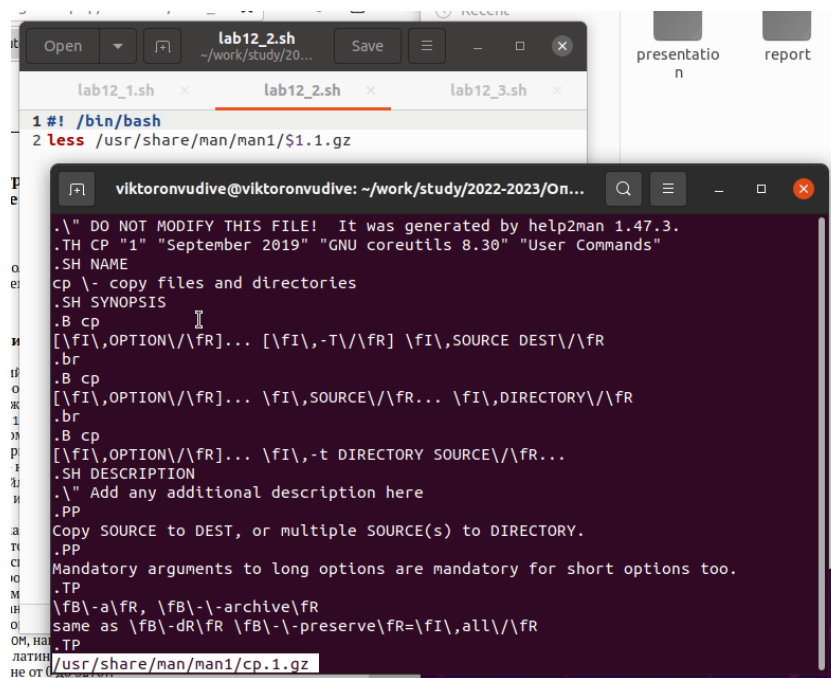 Recent
presentatio
n
report
Open
lab12_2.sh
~/work/study/20...
Save
lab12_1.sh
lab12_2.sh
lab12_3.sh
1 #! /bin/bash
2 less /usr/share/man/man1/$1.1.gz
viktoronvudive@viktoronvudive: ~/work/study/2022-2023/Оп...
.\" DO NOT MODIFY THIS FILE!  It was generated by help2man 1.47.3.
.TH CP "1" "September 2019" "GNU coreutils 8.30" "User Commands"
.SH NAME
cp \- copy files and directories
.SH SYNOPSIS
.B cp
[\fI\,OPTION\/\fR]... [\fI\,-T\/\fR] \fI\,SOURCE DEST\/\fR
.br
.B cp
[\fI\,OPTION\/\fR]... \fI\,SOURCE\/\fR... \fI\,DIRECTORY\/\fR
.br
.B cp
[\fI\,OPTION\/\fR]... \fI\,-t DIRECTORY SOURCE\/\fR...
.SH DESCRIPTION
.\" Add any additional description here
.PP
Copy SOURCE to DEST, or multiple SOURCE(s) to DIRECTORY.
.PP
Mandatory arguments to long options are mandatory for short options too.
.TP
\fB\-a\fR, \fB\-\-archive\fR
same as \fB\-dR\fR \fB\-\-preserve\fR=\fI\,all\/\fR
.TP
/usr/share/man/man1/cp.1.gz